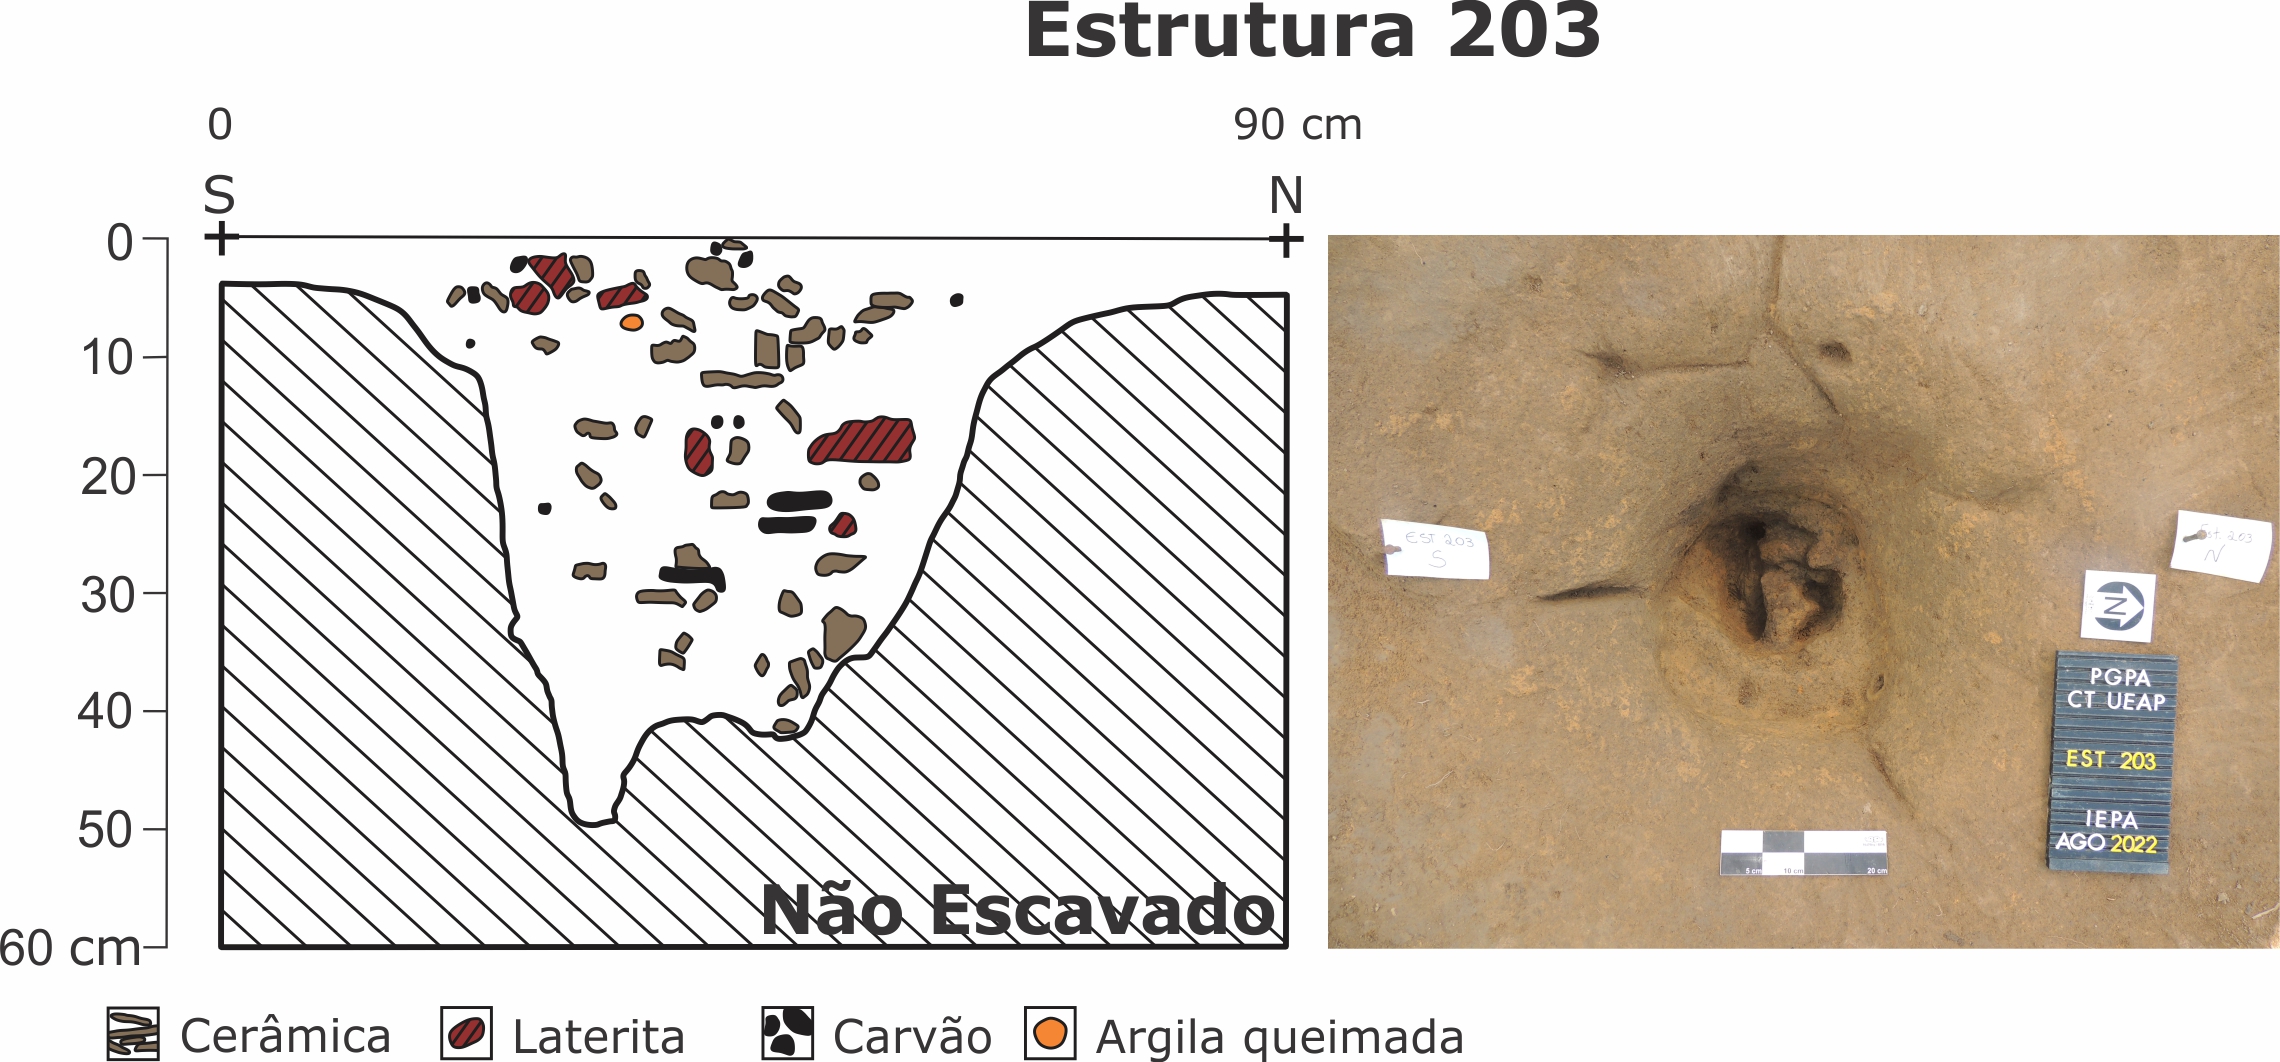 Estrutura 203
0
90 cm
S
N
0
10
20
30
40
50
60 cm
Não Escavado
EST 203
S
Est. 203
N
N
PGPA
CT UEAP
EST 203
IEPA
AGO 2022
5 cm 10 cm 20 cm
Cerâmica
Laterita
Carvão
Argila queimada